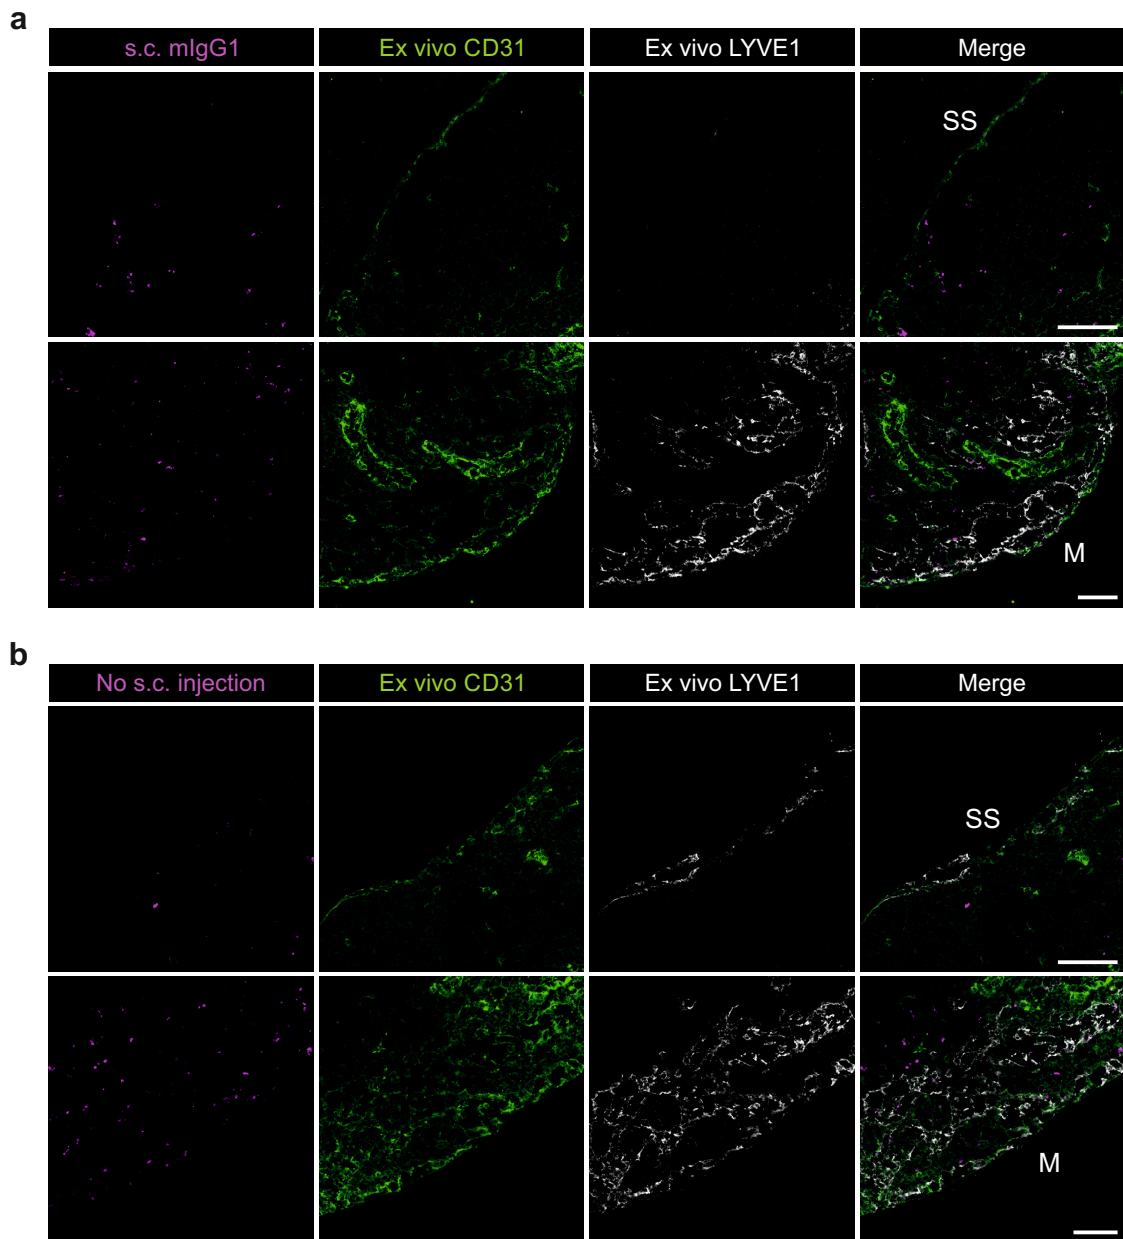 a
s.c. mIgG1
Ex vivo CD31
Ex vivo LYVE1
Merge
SS
M
b
No s.c. injection
Ex vivo CD31
Ex vivo LYVE1
Merge
SS
M